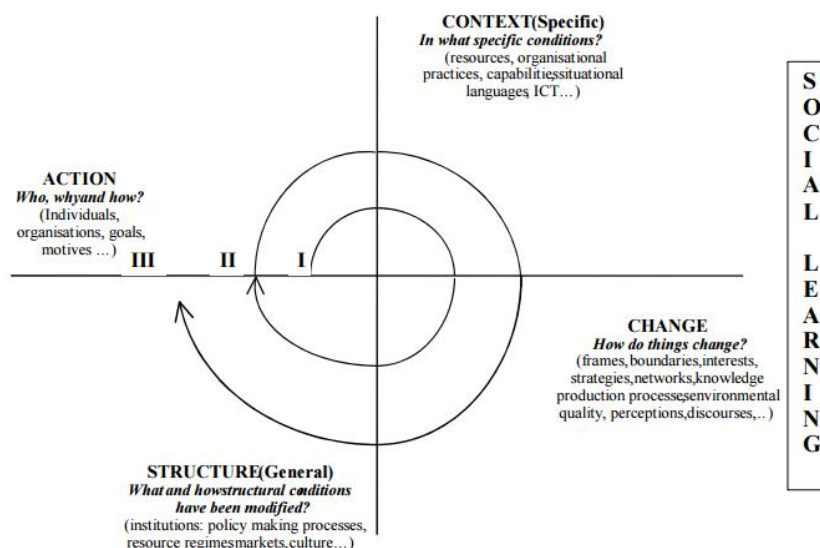 CONTEXT(Specific)
In what specific conditions?
(resources, organisational
practices, capabilities,situational
languages, ICT...)
ACTION
Who, whyand how?
(Individuals,
organisations, goals,
motives ...)
III II I
CHANGE
How do things change?
(frames,boundaries,interests,
strategies,networks,knowledge
production processes,environmental
quality, perceptions,discourses,..)
STRUCTURE(General)
What and howstructural conditions
have been modified?
(institutions: policy making processes,
resource regimes,markets,culture...)
S
O
C
I
A
L
L
E
A
R
N
I
N
G